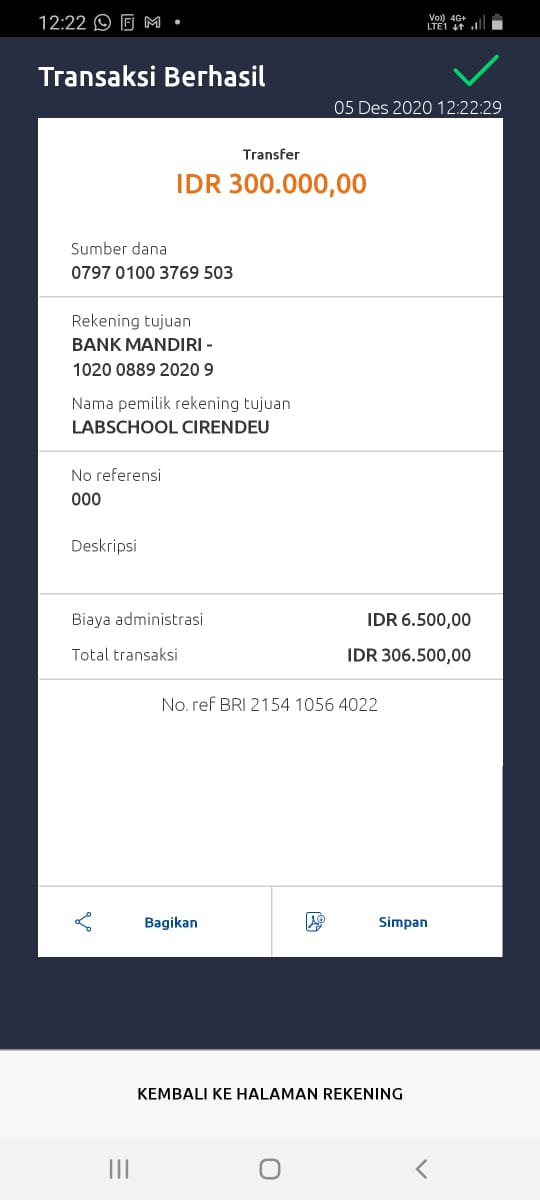 12:22
Vo)) 4G+
LTE1
Transaksi Berhasil
05 Des 2020 12:22:29
Transfer
IDR 300.000,00
Sumber dana
0797 0100 3769 503
Rekening tujuan
BANK MANDIRI -
1020 0889 2020 9
Nama pemilik rekening tujuan
LABSCHOOL CIRENDEU
No referensi
000
Deskripsi
Biaya administrasi IDR 6.500,00
Total transaksi IDR 306.500,00
No. ref BRI 2154 1056 4022
Bagikan Simpan
KEMBALI KE HALAMAN REKENING